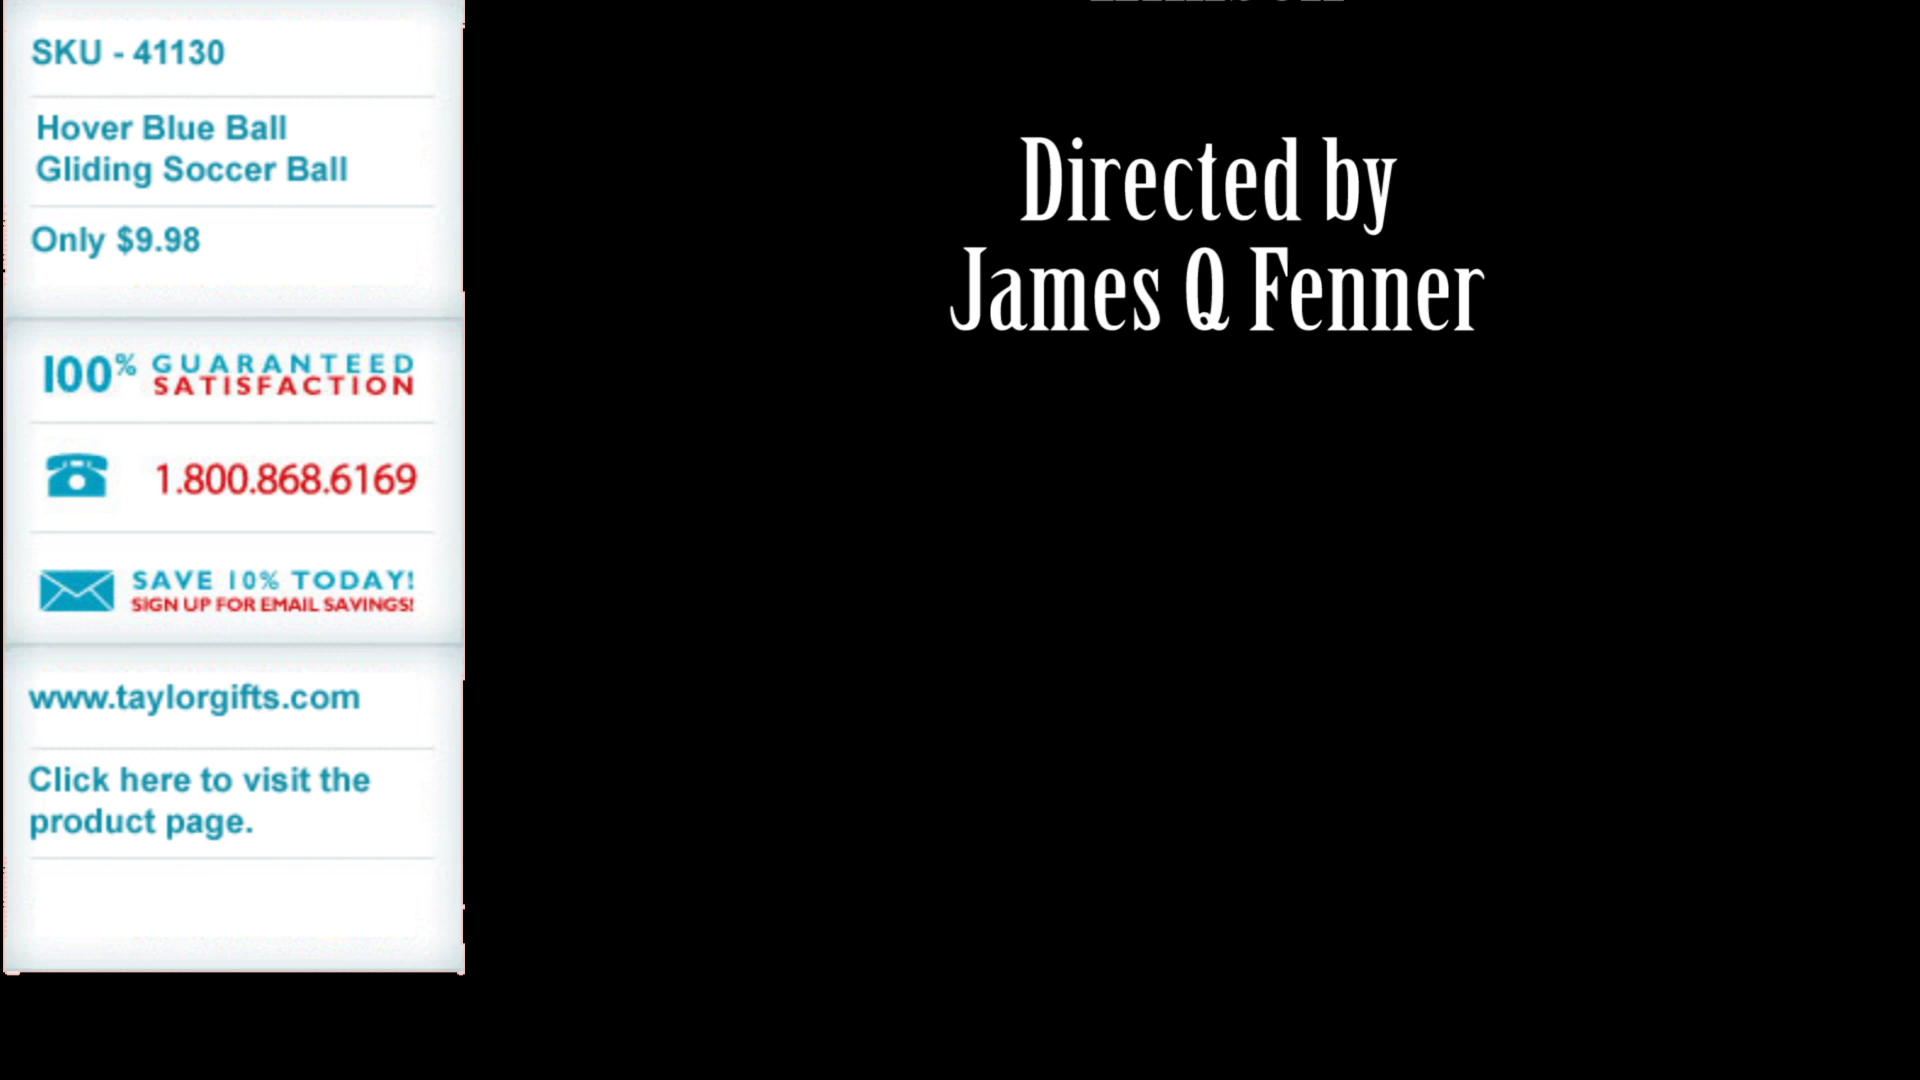 SKU - 41130
Hover Blue Ball
Gliding Soccer Ball
Only $9.98
100% GUARANTEED
SATISFACTION
1.800.868.6169
SAVE 10% TODAY!
SIGN UP FOR EMAIL SAVINGS!
www.taylorgifts.com
Click here to visit the
product page.
Directed by
James Q Fenner